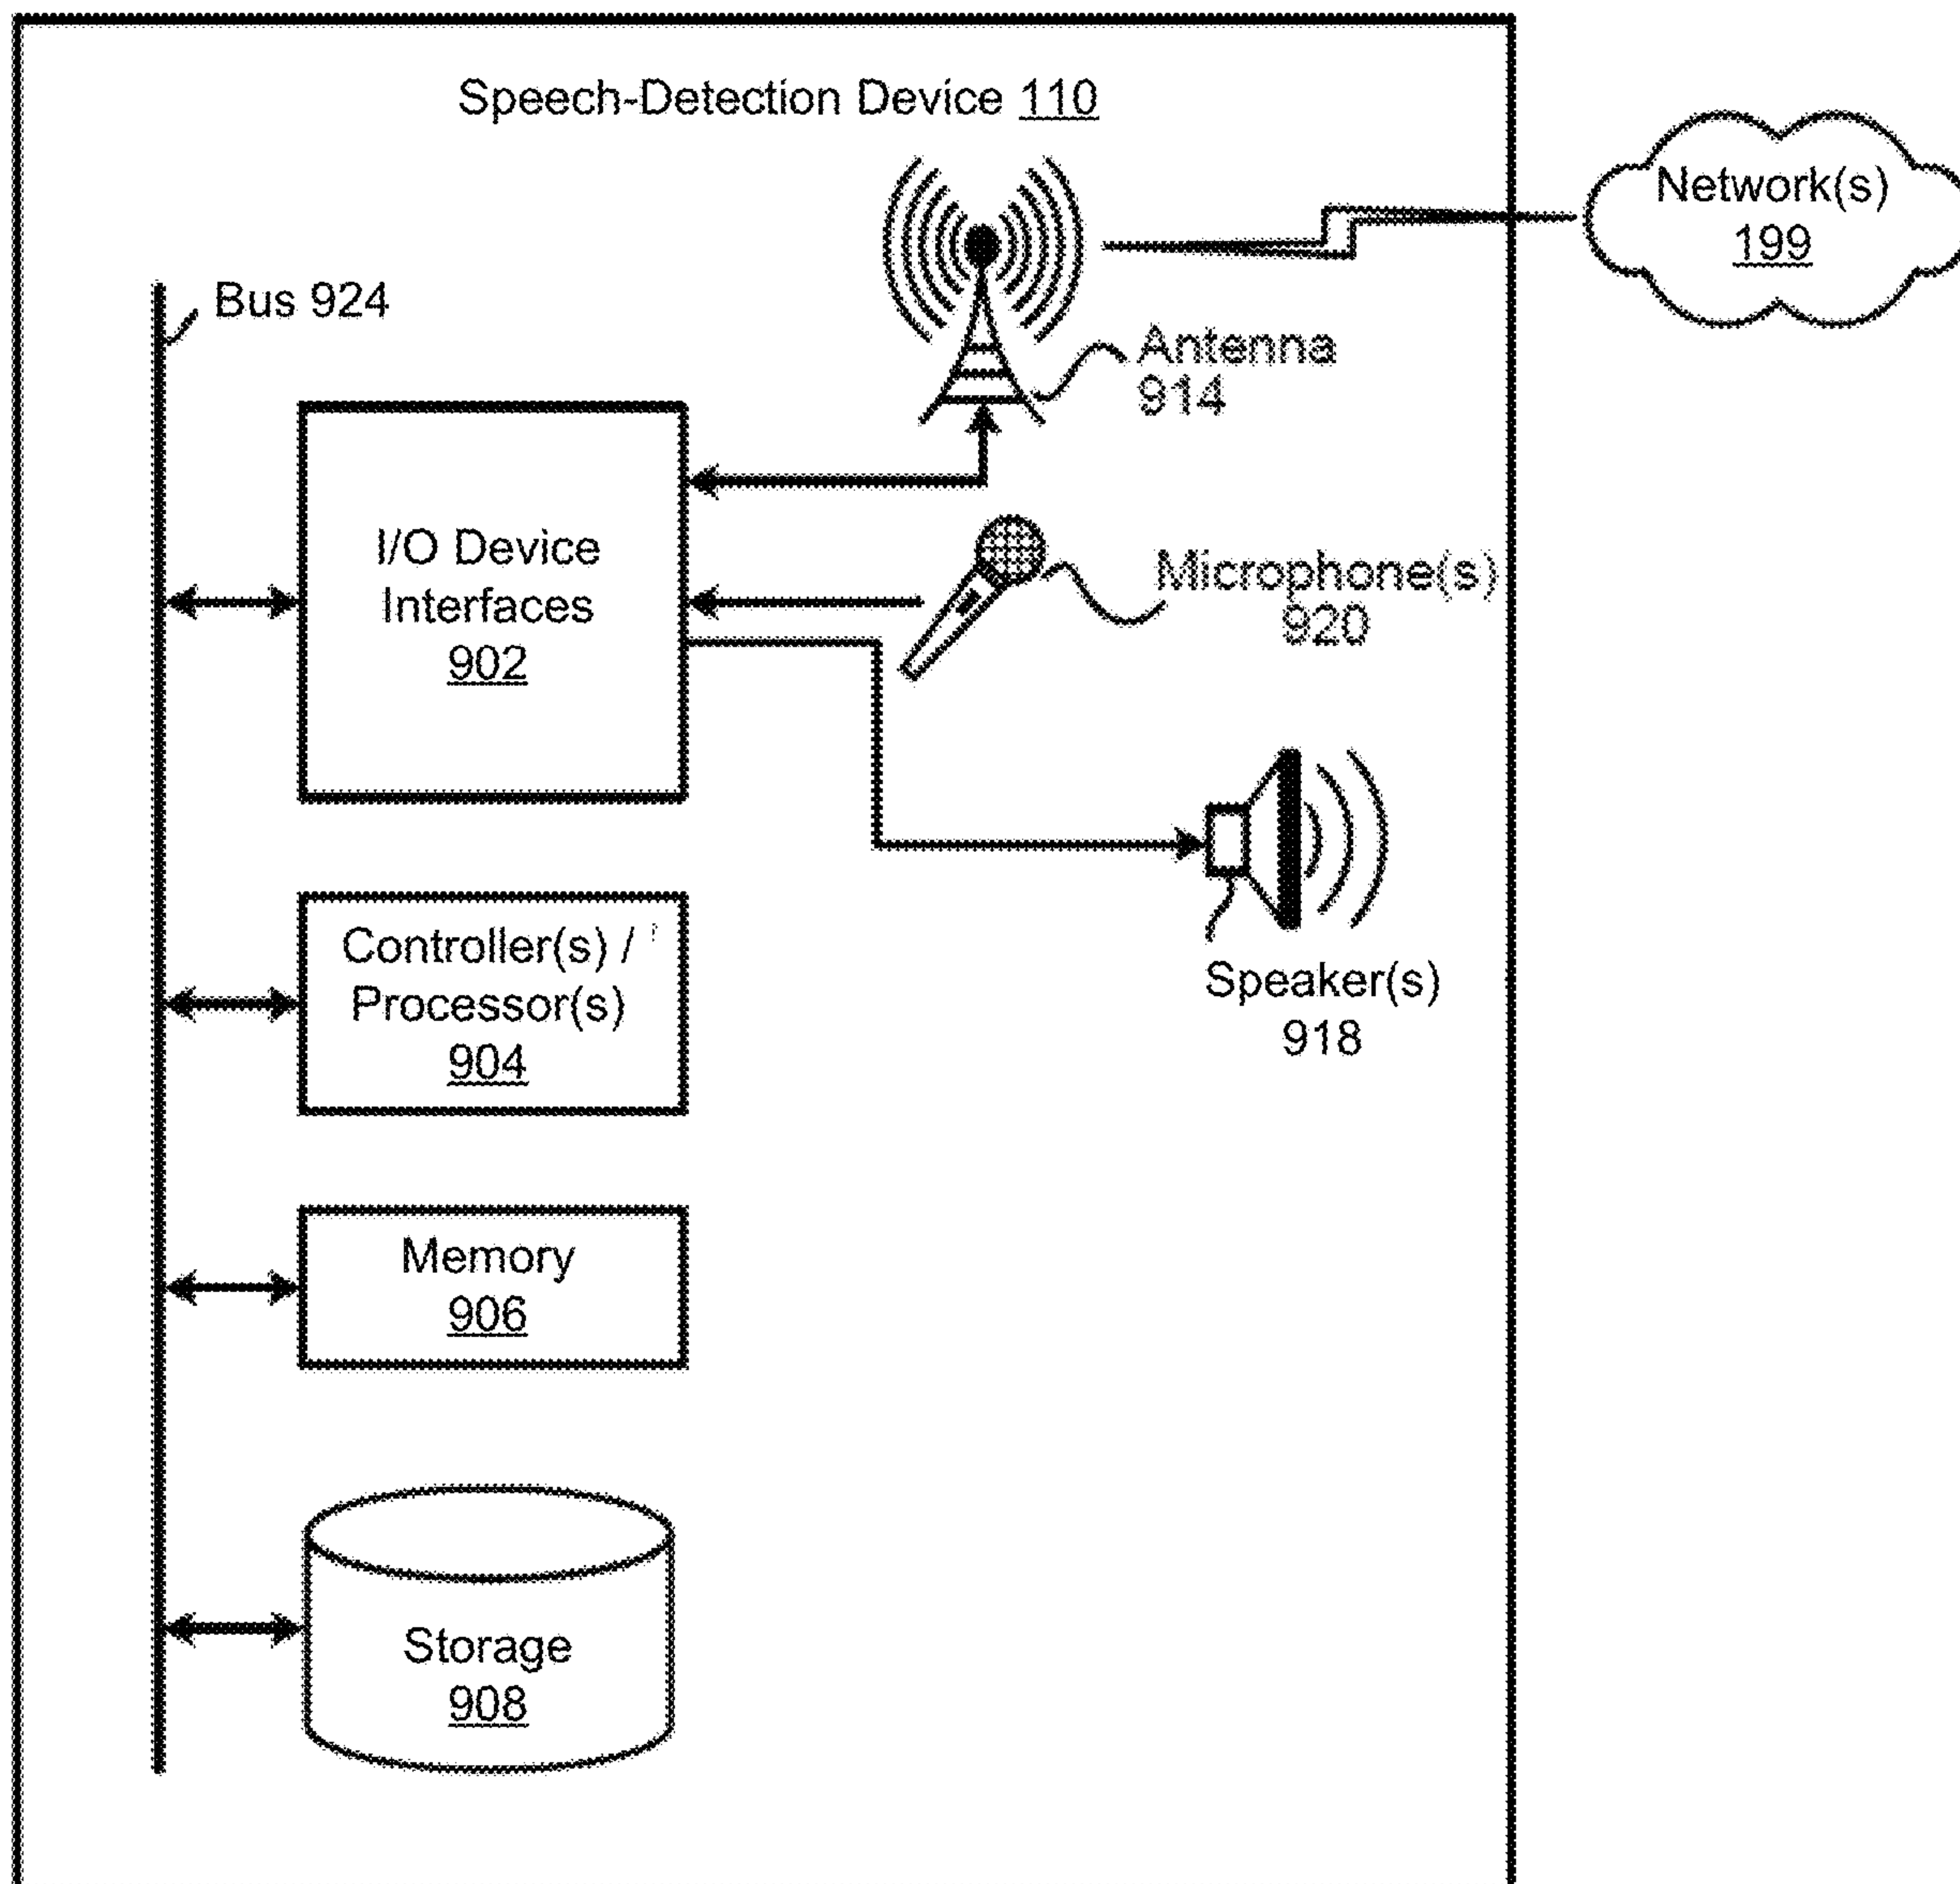 Speech-Detection Device 110
Network(s)
199
Bus 924
Antenna
914
I/O Device
Interfaces
902
Microphone(s)
920
Controller(s) /
Processor(s)
904
Speaker(s)
918
Memory
906
Storage
908